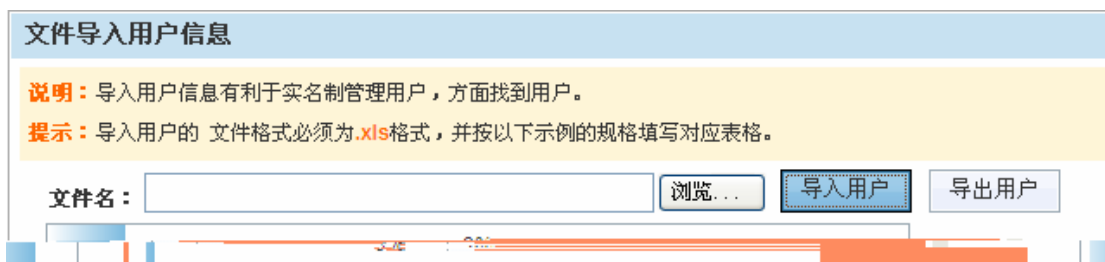 文件导入用户信息
说明：导入用户信息有利于实名制管理用户，方面找到用户。
提示：导入用户的 文件格式必须为.xls格式，并按以下示例的规格填写对应表格。
文件名： 浏览... 导入用户 导出用户